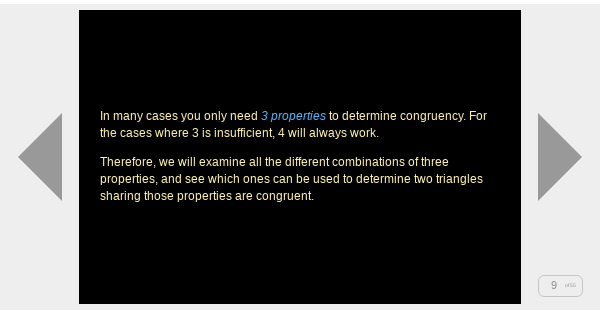 In many cases you only need 3 properties to determine congruency. For
the cases where 3 is insufficient, 4 will always work.
Therefore, we will examine all the different combinations of three
properties, and see which ones can be used to determine two triangles
sharing those properties are congruent.
9